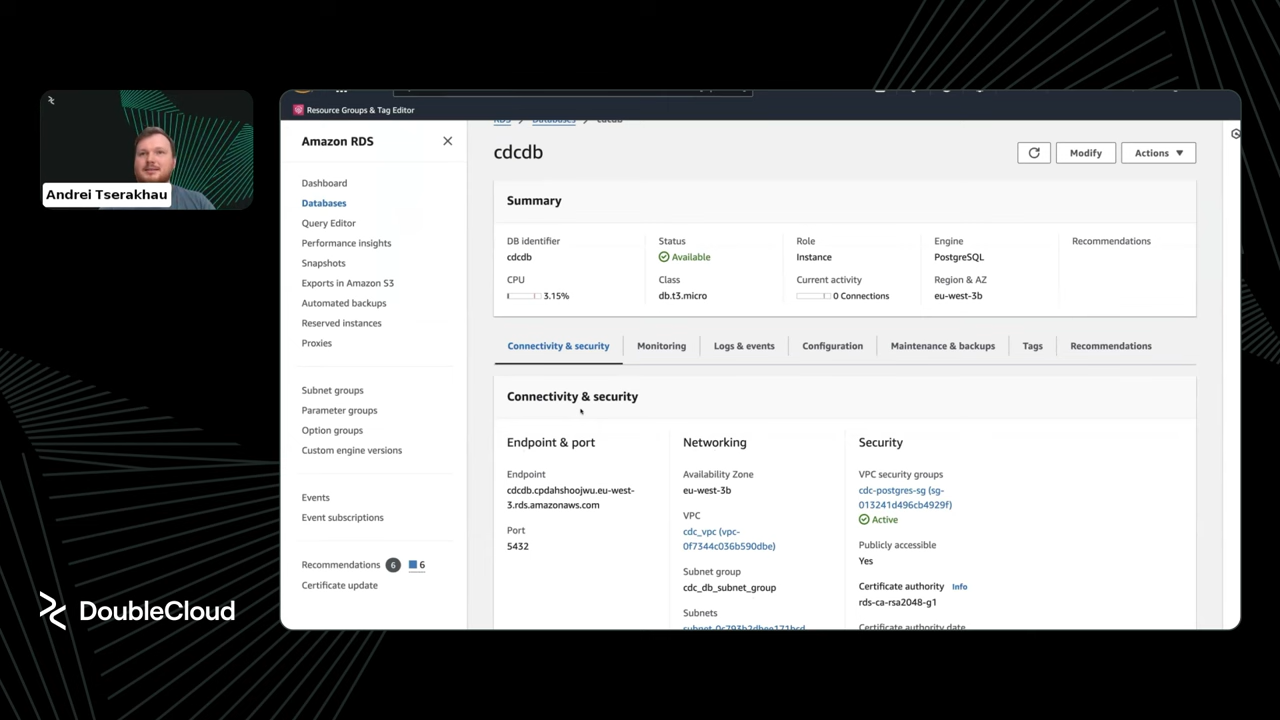 Resource Groups & Tag Editor
Andrei Tserakhau
DoubleCloud
Amazon RDS
Dashboard
Databases
Query Editor
Performance insights
Snapshots
Exports in Amazon S3
Automated backups
Reserved instances
Proxies
Subnet groups
Parameter groups
Option groups
Custom engine versions
Events
Event subscriptions
Recommendations 6 6
Certificate update
RDS > Databases > cdcdb
cdcdb
Modify
Actions
Summary
DB identifier
cdcdb
Status
Available
Role
Instance
Engine
PostgreSQL
Recommendations
CPU
3.15%
Class
db.t3.micro
Current activity
0 Connections
Region & AZ
eu-west-3b
Connectivity & security
Monitoring
Logs & events
Configuration
Maintenance & backups
Tags
Recommendations
Connectivity & security
Endpoint & port
Endpoint
cdcdb.cpdahshoojwu.eu-west-
3.rds.amazonaws.com
Port
5432
Networking
Availability Zone
eu-west-3b
VPC
cdc_vpc (vpc-
0f7344c036b590dbe)
Subnet group
cdc_db_subnet_group
Subnets
Security
VPC security groups
cdc-postgres-sg (sg-
013241d496cb4929f)
Active
Publicly accessible
Yes
Certificate authority Info
rds-ca-rsa2048-g1
Certificate authority date